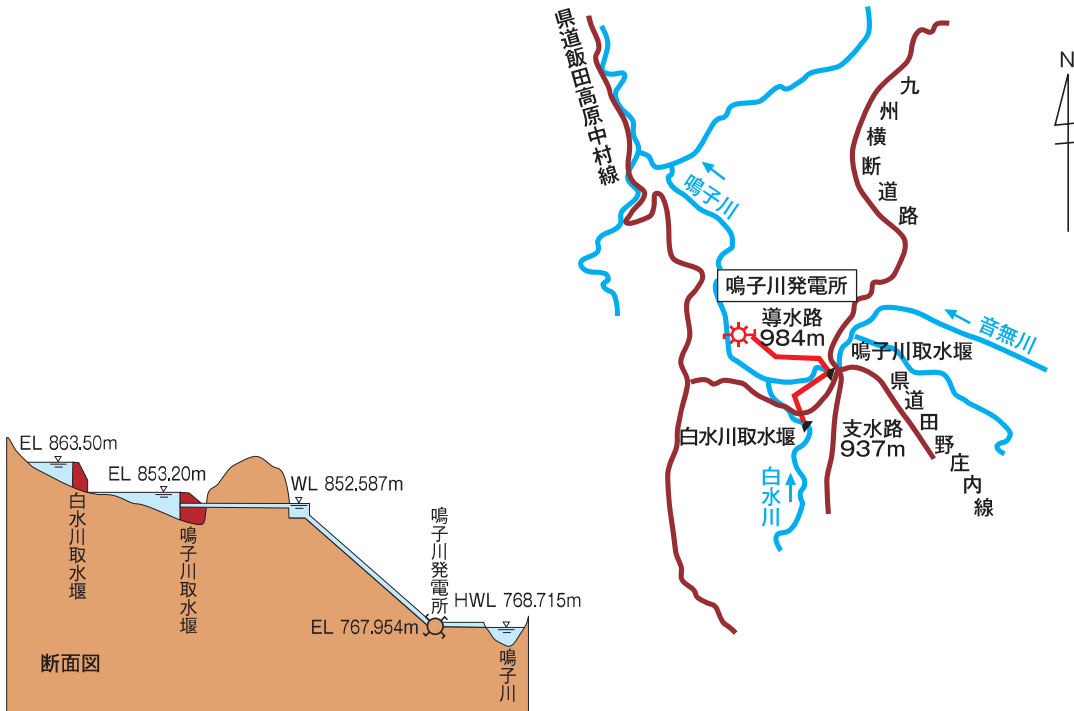 県道飯田高原中村線
九州横断道路
N
鳴子川
鳴子川発電所
導水路
984m
音無川
鳴子川取水堰
県道田野庄内線
白水川取水堰
支水路
937m
白水川
EL 863.50m
EL 853.20m
WL 852.587m
白水川取水堰
鳴子川取水堰
鳴子川発電所
HWL 768.715m
EL 767.954m
鳴子川
断面図